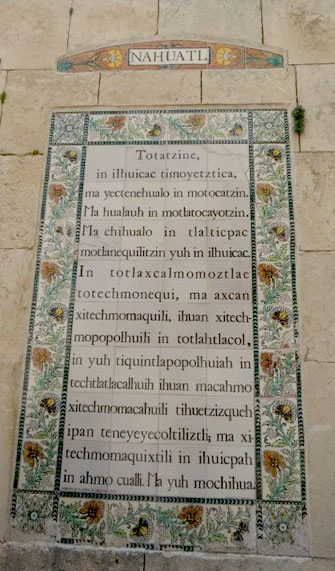 NAHUATL
Totatzine,
in ilhuicac timoyetztica,
ma yectenehualo in motocatzin.
Ma hualauh in motlatocayotzin.
Ma chihualo in tlalticpac
motlanequilitzin yuh in ilhuicac.
In totlaxcalmomoztlae
totechmonequi, ma axcan
xitechmomaquili, ihuan xitech-
mopopolhuili in totlahtlacol,
in yuh tiquintlapopolhuiah in
techtlatlacalhuih ihuan macahmo
xitechmomacahuili tihuetzizqueh
ipan teneyeyecoltiliztli; ma xi-
techmomaquixtili in ihuicpah
in ahmo cualli. Ma yuh mochihua.